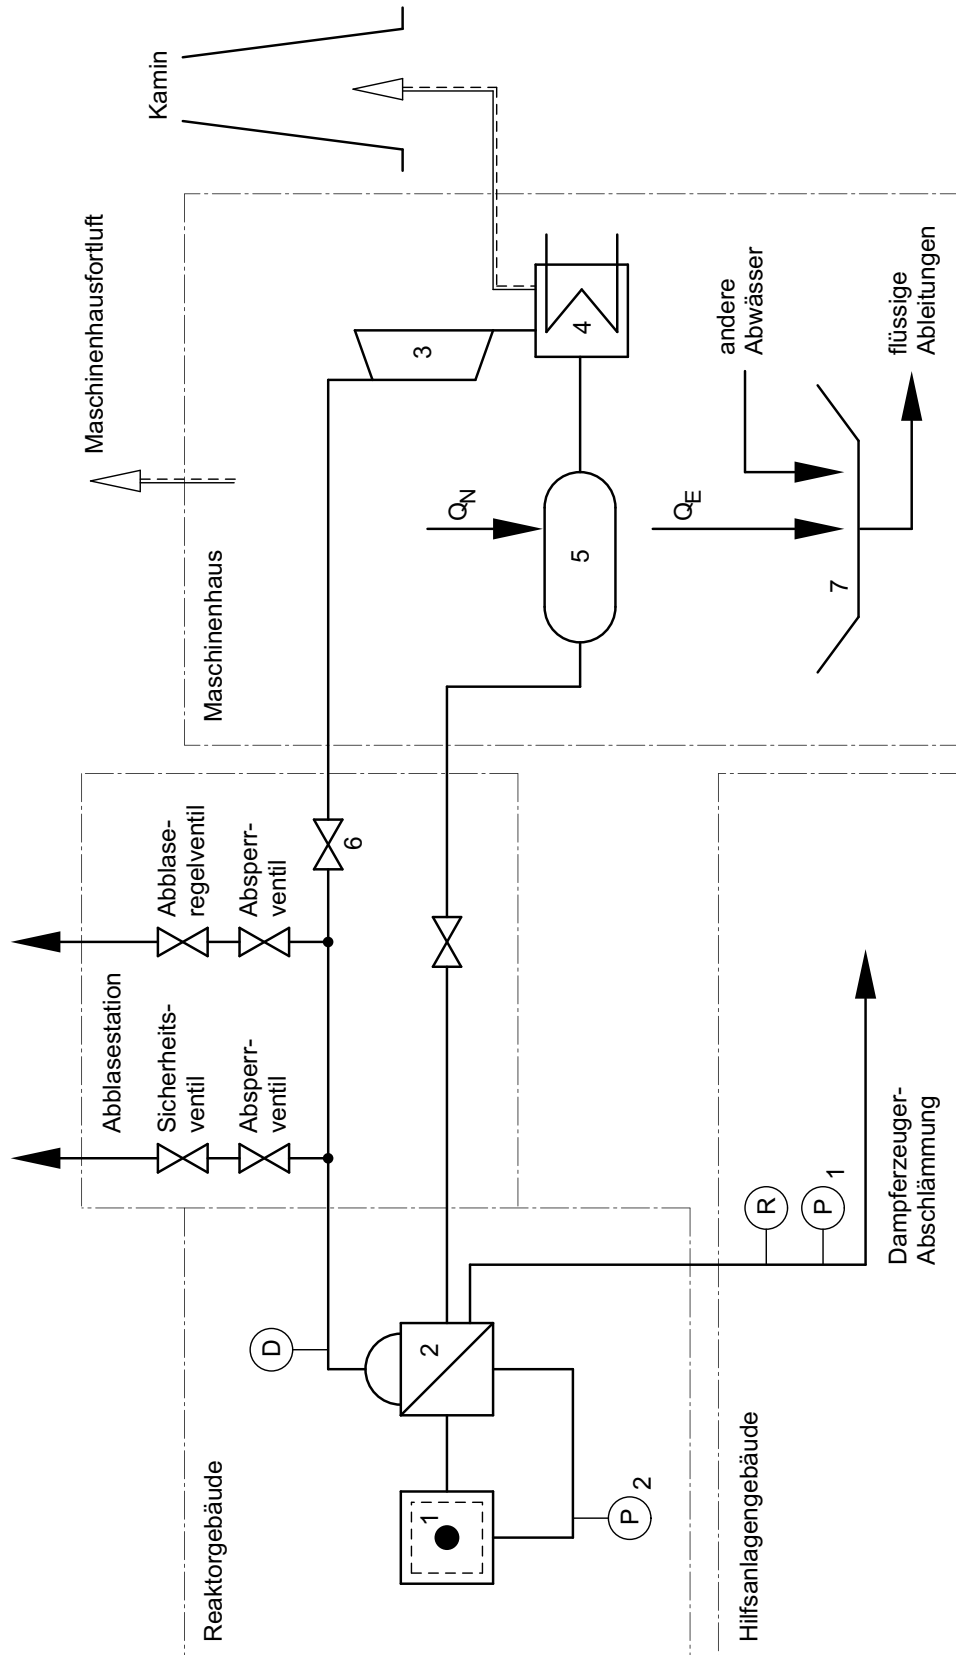 Kamin
Maschinenhausfortluft
Maschinenhaus
3
4
5
Q_N
Q_E
andere
Abwässer
7
flüssige
Ableitungen
Abblasestation
Abblase-
regelventil
Absperr-
ventil
Sicherheits-
ventil
Absperr-
ventil
6
Reaktorgebäude
D
2
1
P 2
R
P 1
Dampferzeuger-
Abschlämmung
Hilfsanlagengebäude